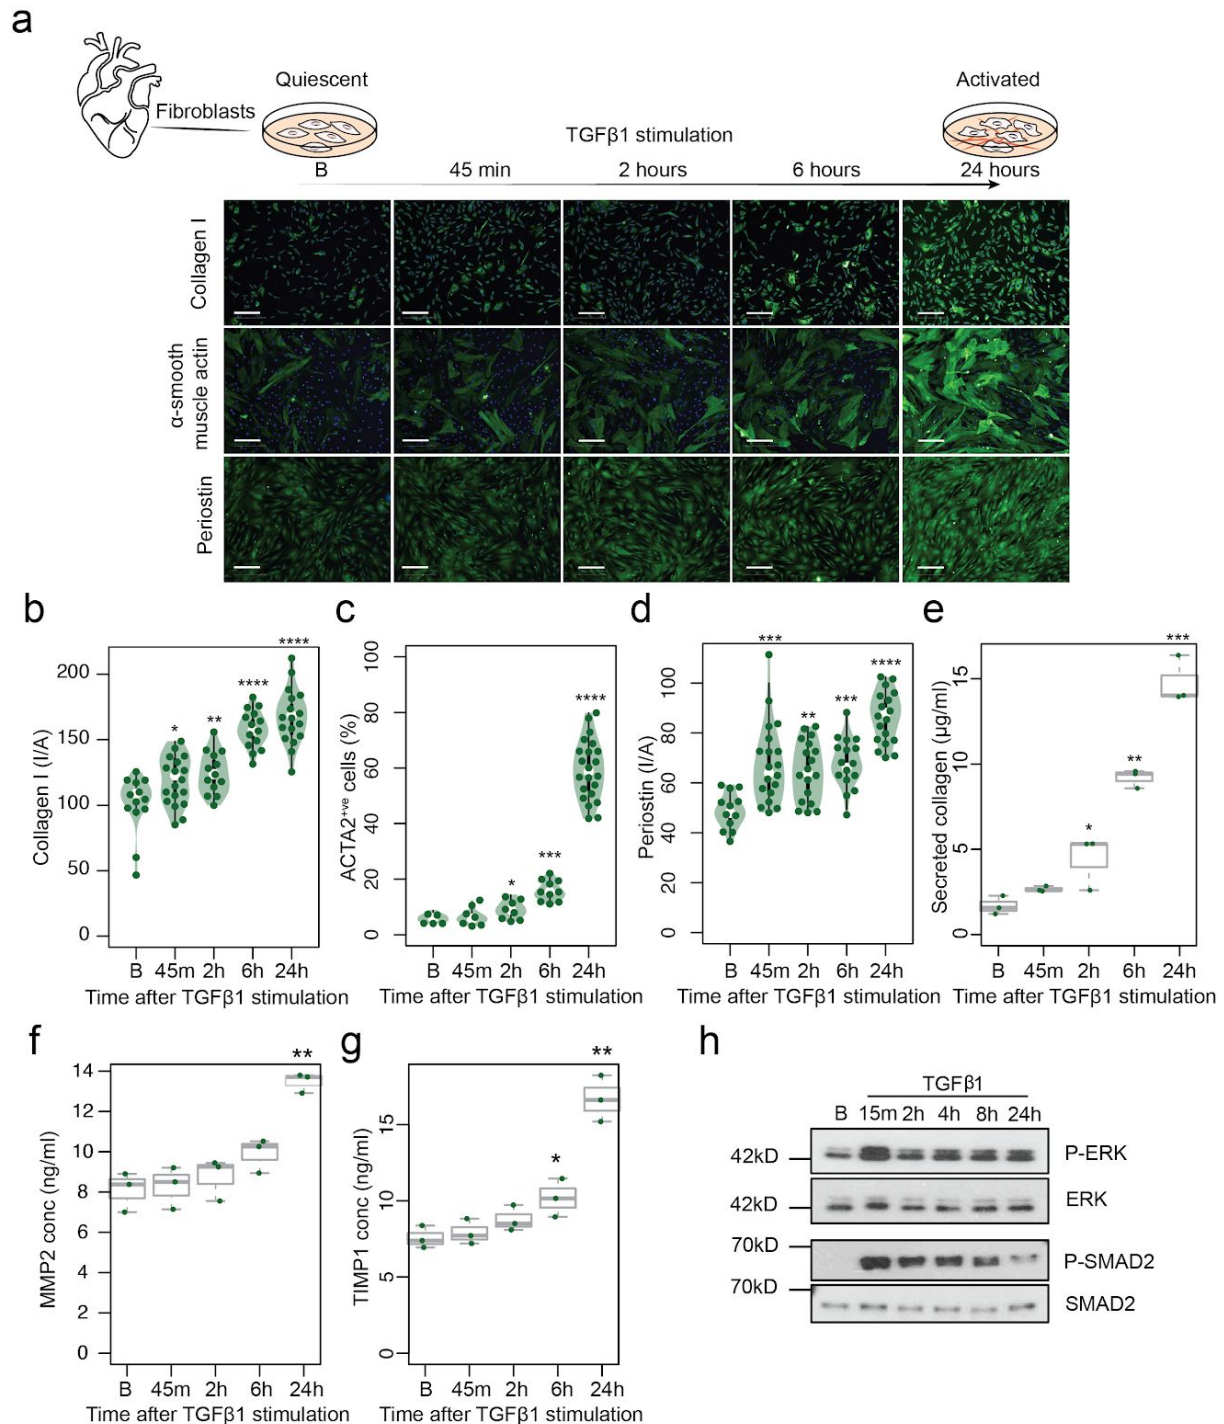 a
Quiescent
Activated
Fibroblasts
TGFβ1 stimulation
B 45 min 2 hours 6 hours 24 hours
Collagen I
α-smooth
muscle actin
Periostin
b
Collagen I (I/A)
200
150
100
50
0
* ** **** ****
B 45m 2h 6h 24h
Time after TGFβ1 stimulation
c
ACTA2+ve cells (%)
100
80
60
40
20
0
* *** ****
B 45m 2h 6h 24h
Time after TGFβ1 stimulation
d
Periostin (I/A)
100
80
60
40
20
0
*** ** *** ****
B 45m 2h 6h 24h
Time after TGFβ1 stimulation
e
Secreted collagen (µg/ml)
15
10
5
0
* ** ***
B 45m 2h 6h 24h
Time after TGFβ1 stimulation
f
MMP2 conc (ng/ml)
14
12
10
8
6
4
2
0
**
B 45m 2h 6h 24h
Time after TGFβ1 stimulation
g
TIMP1 conc (ng/ml)
15
10
5
0
* **
B 45m 2h 6h 24h
Time after TGFβ1 stimulation
h
TGFβ1
B 15m 2h 4h 8h 24h
42kD P-ERK
42kD ERK
70kD P-SMAD2
70kD SMAD2